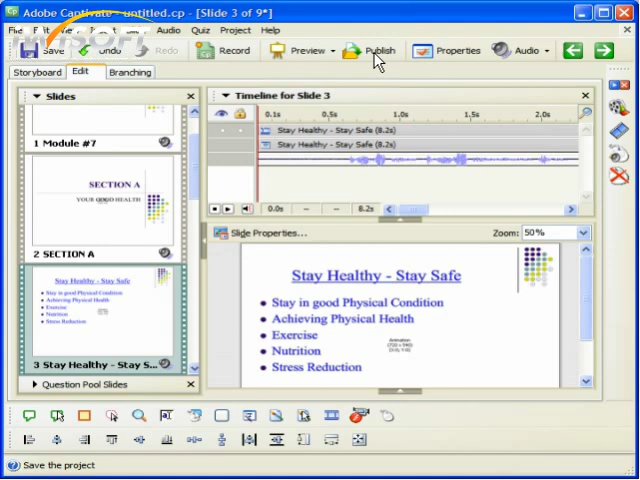 Adobe Captivate - untitled.cp - [Slide 3 of 9*]
File Audio Quiz Project Help
Save Undo Redo Record Preview Publish Properties Audio
Storyboard Edit Branching
Slides
1 Module #7
SECTION A
YOUR GOOD HEALTH
2 SECTION A
Stay Healthy - Stay Safe
Stay in good Physical Condition
Achieving Physical Health
Exercise
Nutrition
Stress Reduction
3 Stay Healthy - Stay S...
Question Pool Slides
Timeline for Slide 3
0.1s 0.5s 1.0s 1.5s 2.0s
Stay Healthy - Stay Safe (8.2s)
Stay Healthy - Stay Safe (8.2s)
0.0s -- -- 8.2s
Slide Properties... Zoom: 50%
Stay Healthy - Stay Safe
Stay in good Physical Condition
Achieving Physical Health
Exercise
Animation
Nutrition
Stress Reduction
Save the project